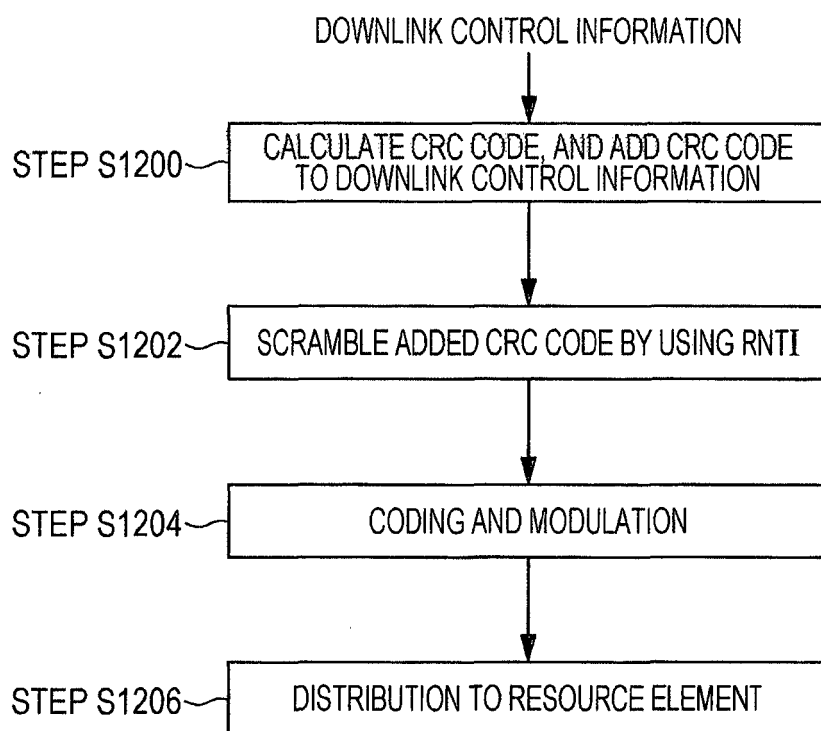 DOWNLINK CONTROL INFORMATION
STEP S1200
CALCULATE CRC CODE, AND ADD CRC CODE
TO DOWNLINK CONTROL INFORMATION
STEP S1202
SCRAMBLE ADDED CRC CODE BY USING RNTI
STEP S1204
CODING AND MODULATION
STEP S1206
DISTRIBUTION TO RESOURCE ELEMENT